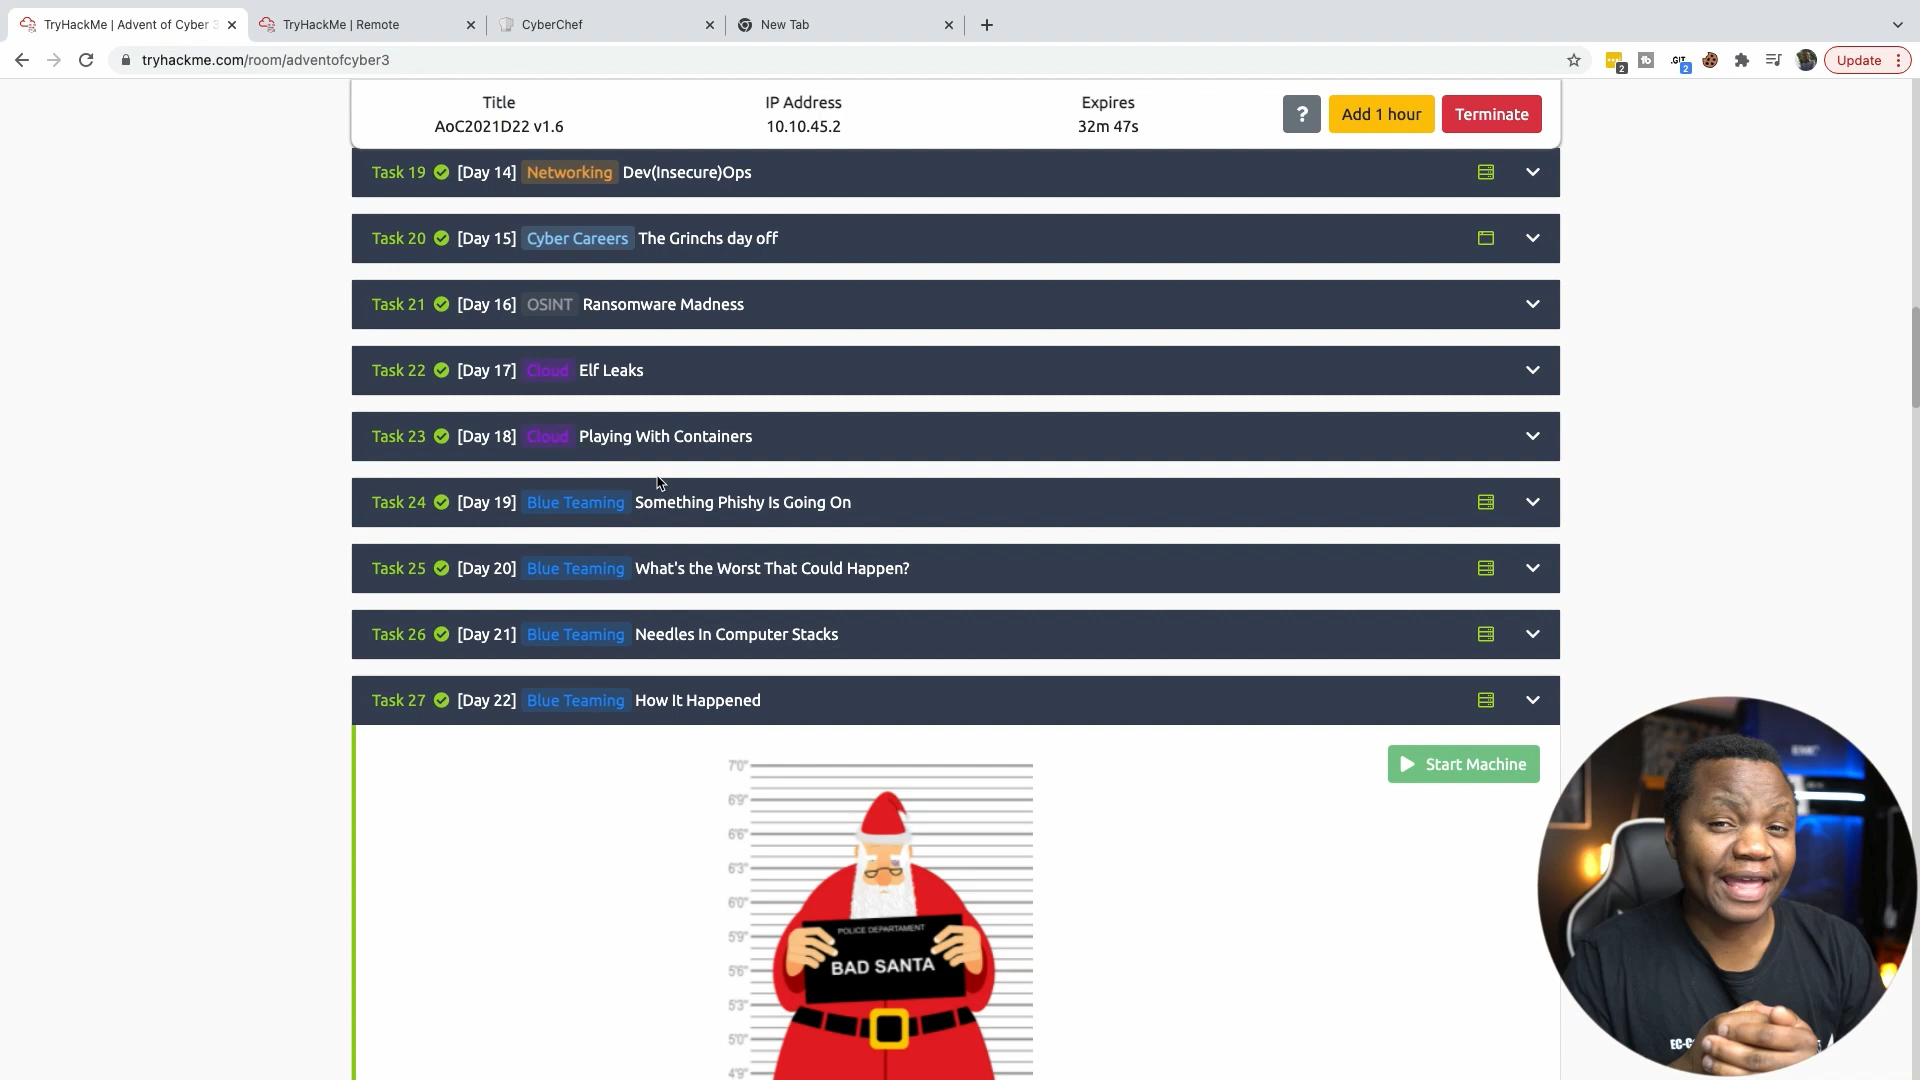 TryHackMe | Advent of Cyber 3
TryHackMe | Remote
CyberChef
New Tab
tryhackme.com/room/adventofcyber3
2
.GIT
2
Update
Title
AoC2021D22 v1.6
IP Address
10.10.45.2
Expires
32m 47s
?
Add 1 hour
Terminate
Task 19 [Day 14] Networking Dev(Insecure)Ops
Task 20 [Day 15] Cyber Careers The Grinchs day off
Task 21 [Day 16] OSINT Ransomware Madness
Task 22 [Day 17] Cloud Elf Leaks
Task 23 [Day 18] Cloud Playing With Containers
Task 24 [Day 19] Blue Teaming Something Phishy Is Going On
Task 25 [Day 20] Blue Teaming What's the Worst That Could Happen?
Task 26 [Day 21] Blue Teaming Needles In Computer Stacks
Task 27 [Day 22] Blue Teaming How It Happened
Start Machine
7'0"
6'9"
6'6"
6'3"
6'0"
5'9"
5'6"
5'3"
5'0"
4'9"
POLICE DEPARTAMENT
BAD SANTA